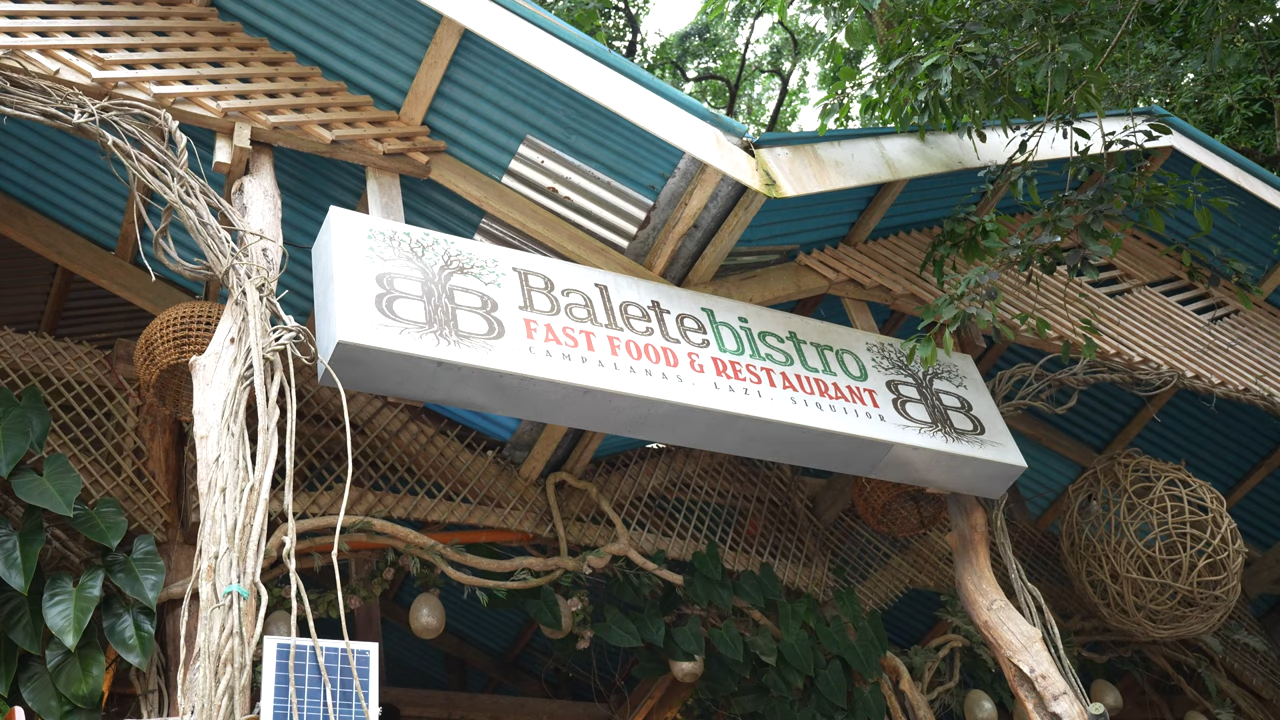 BB
Baletebistro
FAST FOOD & RESTAURANT
CAMPALANAS. LAZI. SIQUIJOR
BB